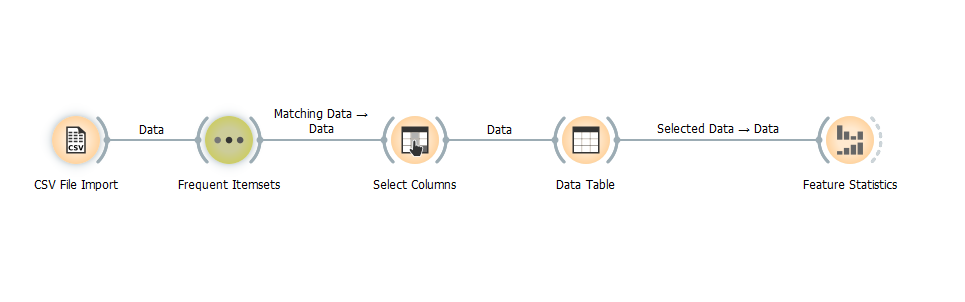 Data
Matching Data →
Data
Data
Selected Data → Data
CSV
CSV File Import
Frequent Itemsets
Select Columns
Data Table
Feature Statistics